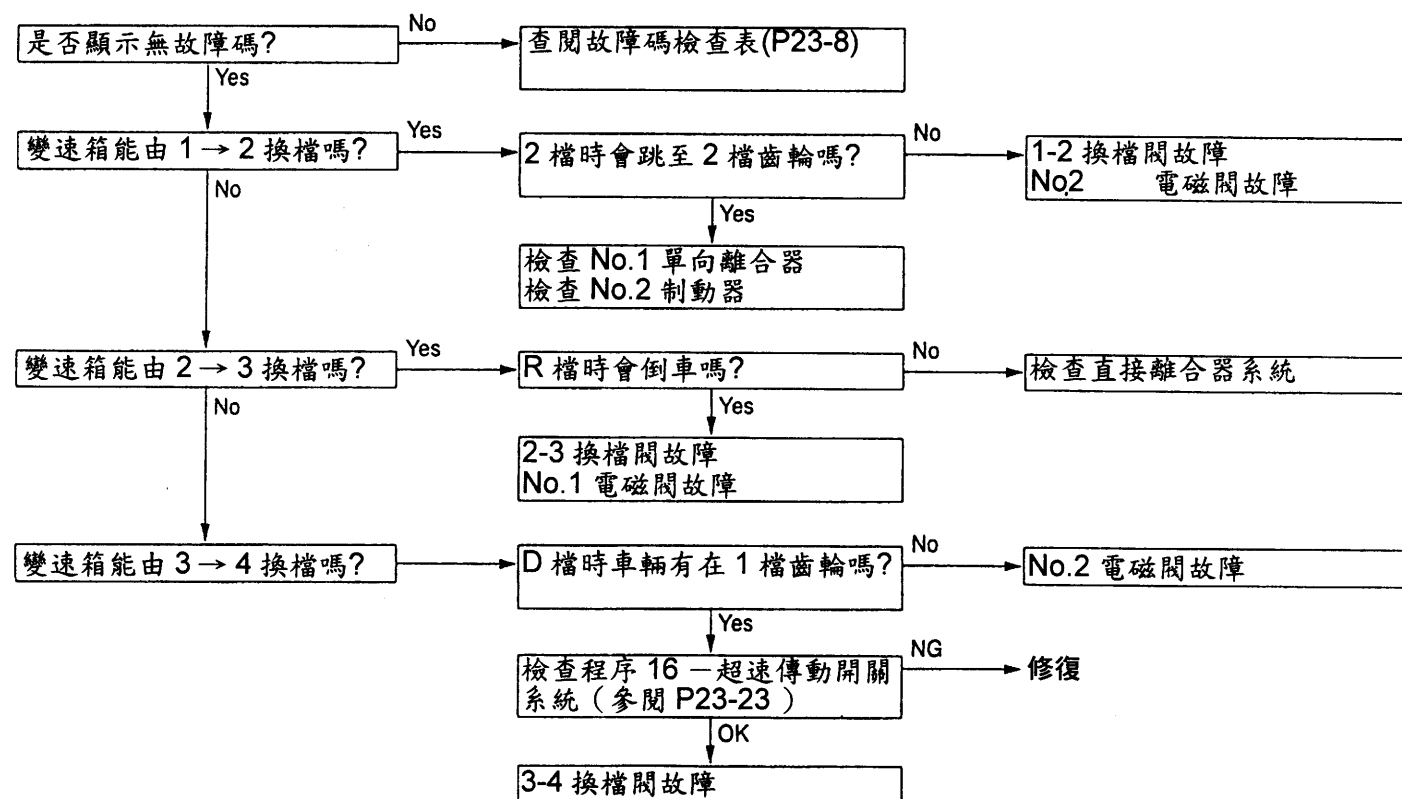 是否顯示無故障碼?
No
查閱故障碼檢查表(P23-8)
Yes
變速箱能由 1 → 2 換檔嗎?
Yes
2 檔時會跳至 2 檔齒輪嗎?
No
1-2 換檔閥故障
No.2 電磁閥故障
No
Yes
檢查 No.1 單向離合器
檢查 No.2 制動器
變速箱能由 2 → 3 換檔嗎?
Yes
R 檔時會倒車嗎?
No
檢查直接離合器系統
No
Yes
2-3 換檔閥故障
No.1 電磁閥故障
變速箱能由 3 → 4 換檔嗎?
D 檔時車輛有在 1 檔齒輪嗎?
No
No.2 電磁閥故障
Yes
檢查程序 16 －超速傳動開關
系統（參閱 P23-23 ）
NG
修復
OK
3-4 換檔閥故障